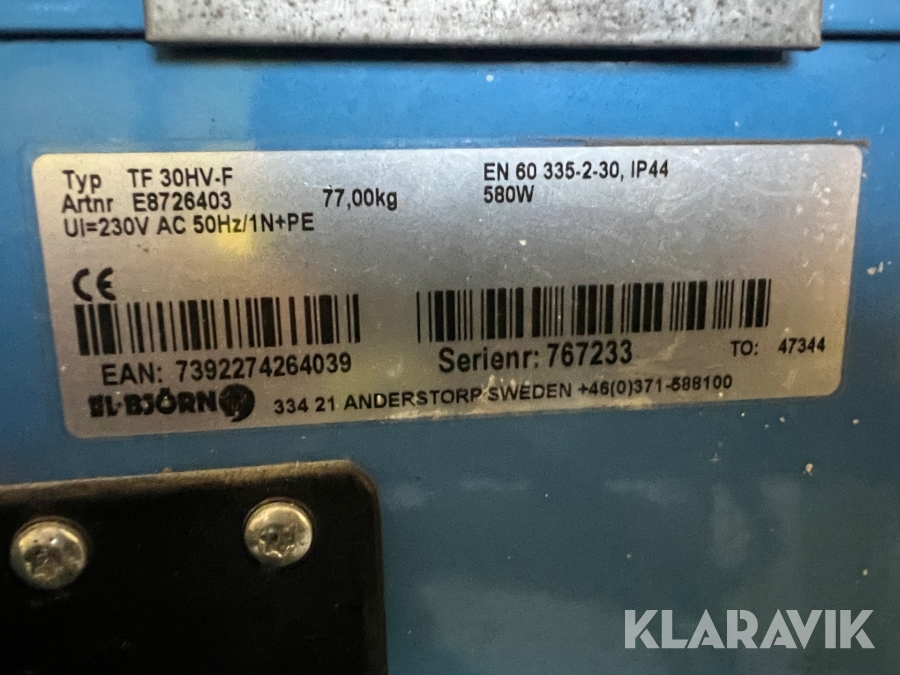 Typ TF 30HV-F
Artnr E8726403 77,00kg
UI=230V AC 50Hz/1N+PE
EN 60 335-2-30, IP44
580W
CE
EAN: 7392274264039
Serienr: 767233
TO: 47344
EL-BJÖRN
334 21 ANDERSTORP SWEDEN +46(0)371-588100
KLARAVIK